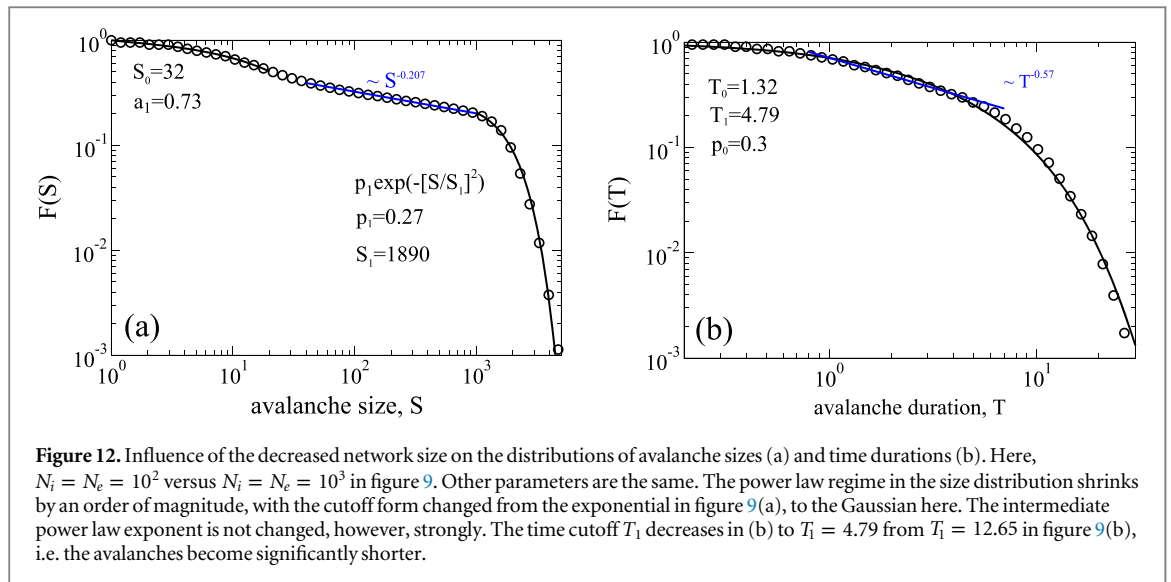 10^0
10^-1
10^-2
10^-3
F(S)
S_0=32
a_1=0.73
~ S^-0.207
p_1exp(-[S/S_1]^2)
p_1=0.27
S_1=1890
(a)
10^0 10^1 10^2 10^3
avalanche size, S
10^0
10^-1
10^-2
10^-3
F(T)
T_0=1.32
T_1=4.79
p_0=0.3
~ T^-0.57
(b)
10^0 10^1
avalanche duration, T
Figure 12. Influence of the decreased network size on the distributions of avalanche sizes (a) and time durations (b). Here,
N_i = N_e = 10^2 versus N_i = N_e = 10^3 in figure 9. Other parameters are the same. The power law regime in the size distribution shrinks
by an order of magnitude, with the cutoff form changed from the exponential in figure 9(a), to the Gaussian here. The intermediate
power law exponent is not changed, however, strongly. The time cutoff T_1 decreases in (b) to T_1 = 4.79 from T_1 = 12.65 in figure 9(b),
i.e. the avalanches become significantly shorter.